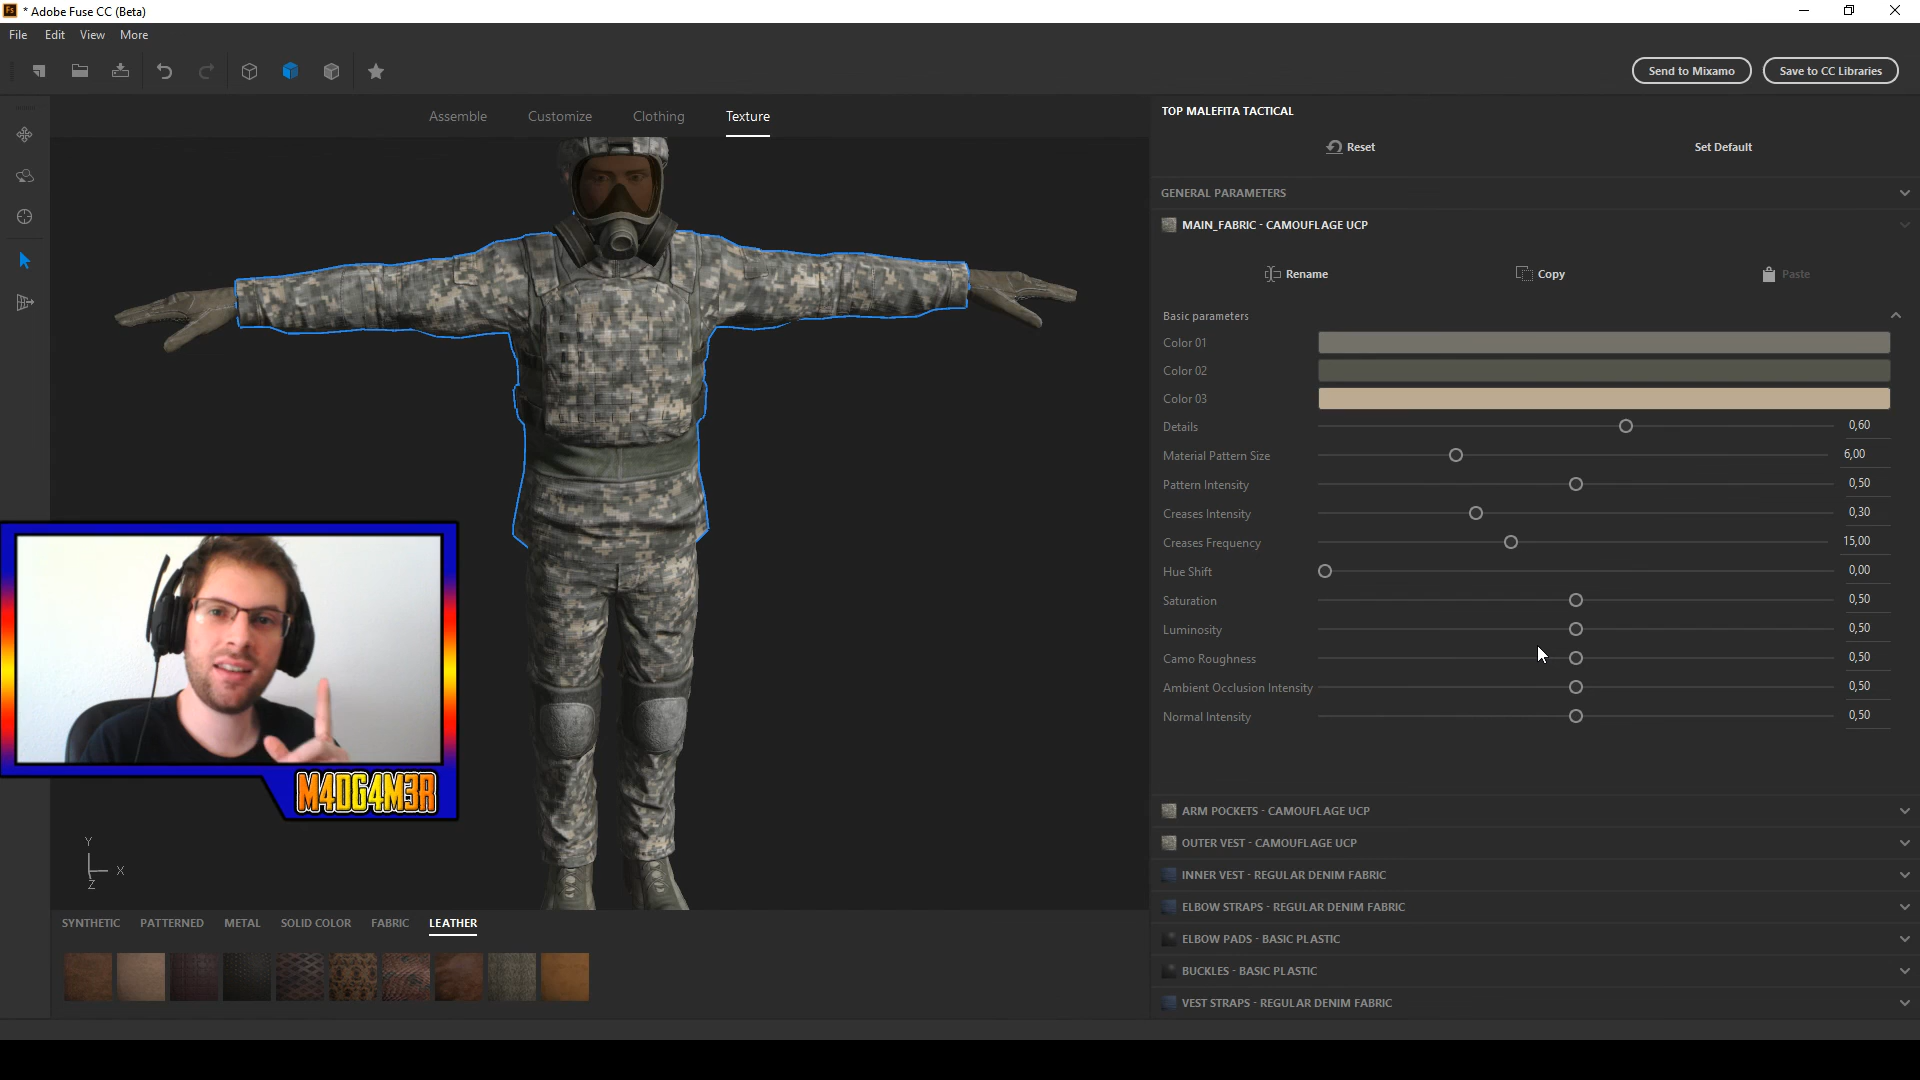 Fs * Adobe Fuse CC (Beta)
File Edit View More
Send to Mixamo Save to CC Libraries
Assemble Customize Clothing Texture
TOP MALEFITA TACTICAL
Reset Set Default
GENERAL PARAMETERS
MAIN_FABRIC - CAMOUFLAGE UCP
Rename Copy Paste
Basic parameters
Color 01
Color 02
Color 03
Details 0,60
Material Pattern Size 6,00
Pattern Intensity 0,50
Creases Intensity 0,30
Creases Frequency 15,00
Hue Shift 0,00
Saturation 0,50
Luminosity 0,50
Camo Roughness 0,50
Ambient Occlusion Intensity 0,50
Normal Intensity 0,50
M4DG4M3R
Y
X
Z
ARM POCKETS - CAMOUFLAGE UCP
OUTER VEST - CAMOUFLAGE UCP
INNER VEST - REGULAR DENIM FABRIC
ELBOW STRAPS - REGULAR DENIM FABRIC
ELBOW PADS - BASIC PLASTIC
BUCKLES - BASIC PLASTIC
VEST STRAPS - REGULAR DENIM FABRIC
SYNTHETIC PATTERNED METAL SOLID COLOR FABRIC LEATHER